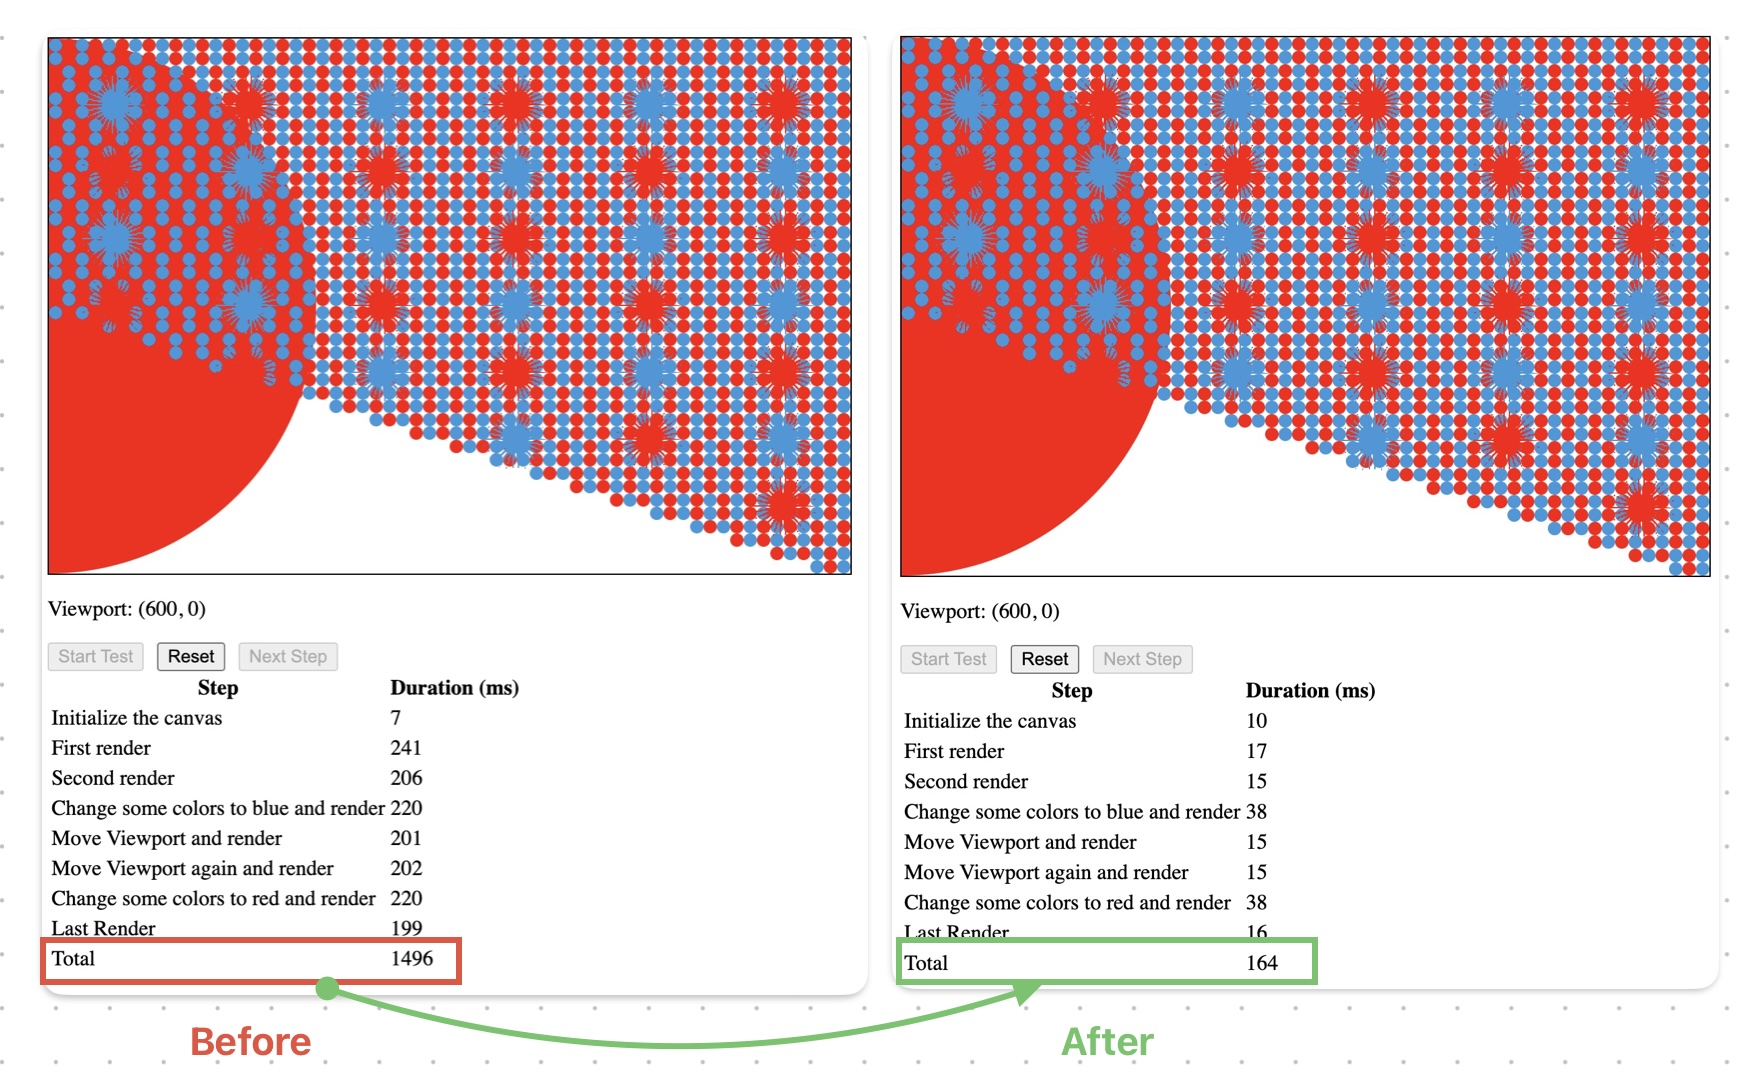 Viewport: (600, 0)
Start Test Reset Next Step
Step Duration (ms)
Initialize the canvas 7
First render 241
Second render 206
Change some colors to blue and render 220
Move Viewport and render 201
Move Viewport again and render 202
Change some colors to red and render 220
Last Render 199
Total 1496
Before
Viewport: (600, 0)
Start Test Reset Next Step
Step Duration (ms)
Initialize the canvas 10
First render 17
Second render 15
Change some colors to blue and render 38
Move Viewport and render 15
Move Viewport again and render 15
Change some colors to red and render 38
Last Render 16
Total 164
After